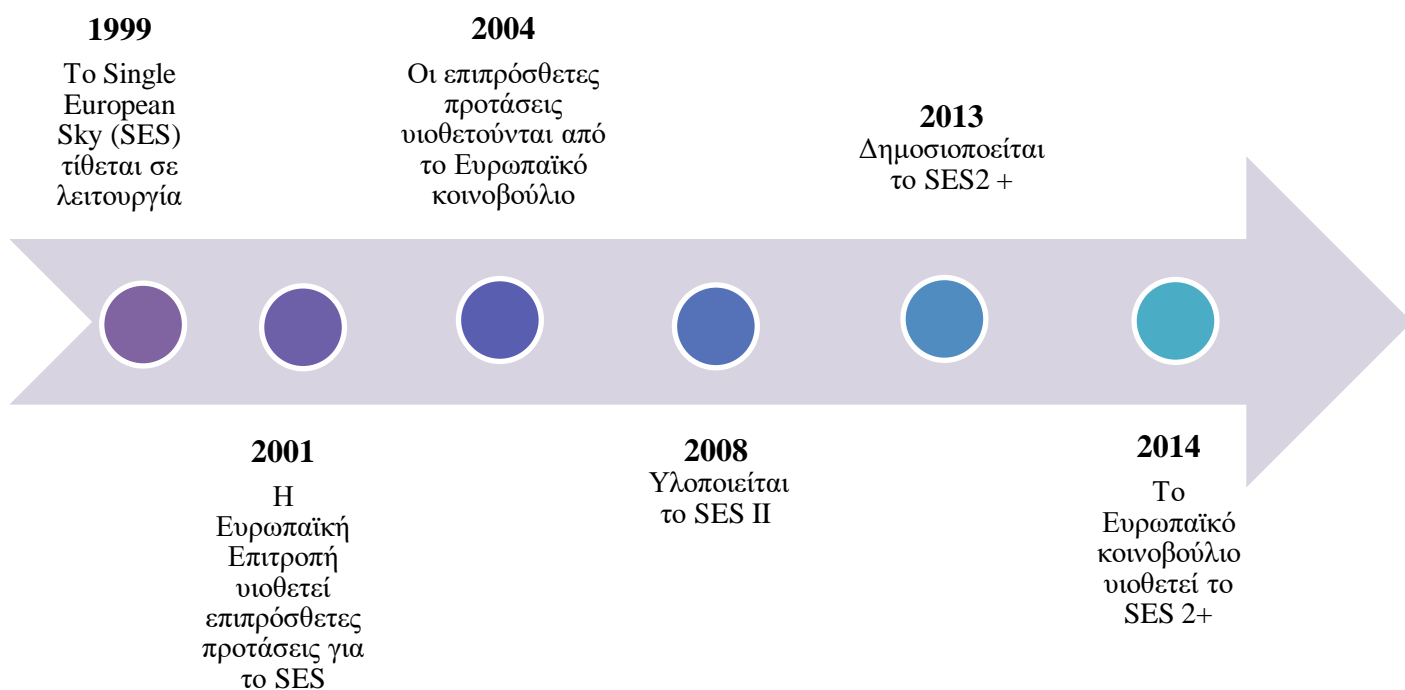 1999
Το Single
European
Sky (SES)
τίθεται σε
λειτουργία
2001
Η
Ευρωπαϊκή
Επιτροπή
υιοθετεί
επιπρόσθετες
προτάσεις για
το SES
2004
Οι επιπρόσθετες
προτάσεις
υιοθετούνται από
το Ευρωπαϊκό
κοινοβούλιο
2008
Υλοποιείται
το SES II
2013
Δημοσιοποείται
το SES2 +
2014
Το
Ευρωπαϊκό
κοινοβούλιο
υιοθετεί το
SES 2+